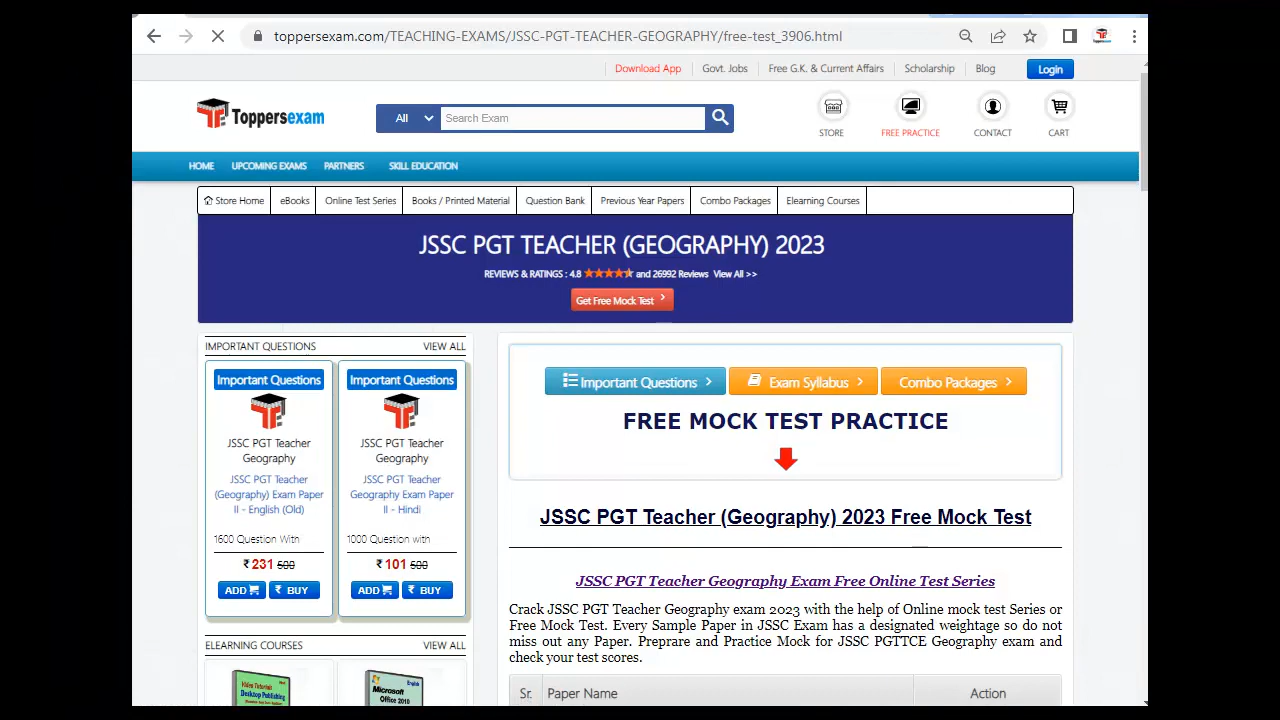 toppersexam.com/TEACHING-EXAMS/JSSC-PGT-TEACHER-GEOGRAPHY/free-test_3906.html
Download App
Govt. Jobs
Free G.K. & Current Affairs
Scholarship
Blog
Login
Toppersexam
All
Search Exam
STORE
FREE PRACTICE
CONTACT
CART
HOME
UPCOMING EXAMS
PARTNERS
SKILL EDUCATION
Store Home
eBooks
Online Test Series
Books / Printed Material
Question Bank
Previous Year Papers
Combo Packages
Elearning Courses
JSSC PGT TEACHER (GEOGRAPHY) 2023
REVIEWS & RATINGS : 4.8 ★★★★★ and 26992 Reviews View All >>
Get Free Mock Test >
IMPORTANT QUESTIONS
VIEW ALL
Important Questions
JSSC PGT Teacher
Geography
JSSC PGT Teacher
(Geography) Exam Paper
II - English (Old)
1600 Question With
₹ 231 500
ADD
₹ BUY
Important Questions
JSSC PGT Teacher
Geography
JSSC PGT Teacher
Geography Exam Paper
II - Hindi
1000 Question with
₹ 101 500
ADD
₹ BUY
ELEARNING COURSES
VIEW ALL
Video Tutorials
Desktop Publishing
English
Microsoft
Office 2010
Important Questions >
Exam Syllabus >
Combo Packages >
FREE MOCK TEST PRACTICE
JSSC PGT Teacher (Geography) 2023 Free Mock Test
JSSC PGT Teacher Geography Exam Free Online Test Series
Crack JSSC PGT Teacher Geography exam 2023 with the help of Online mock test Series or
Free Mock Test. Every Sample Paper in JSSC Exam has a designated weightage so do not
miss out any Paper. Preprare and Practice Mock for JSSC PGTTCE Geography exam and
check your test scores.
Sr.
Paper Name
Action